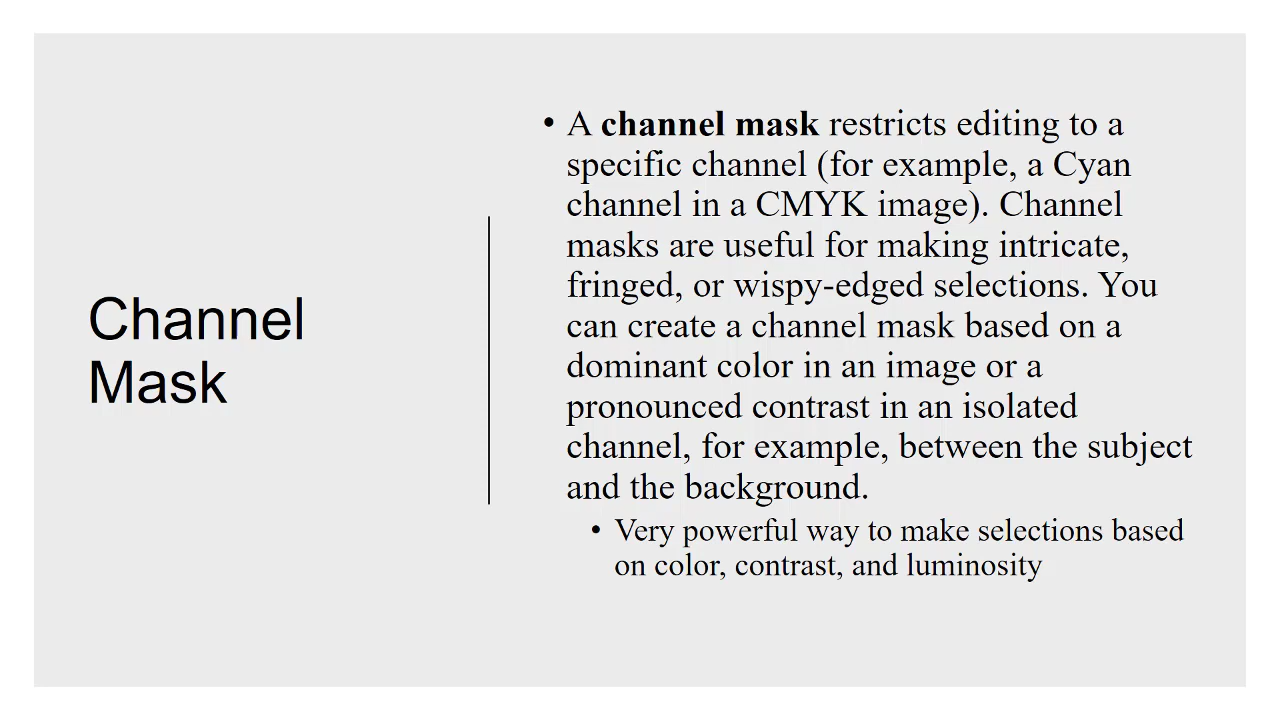 Channel
Mask
• A channel mask restricts editing to a
specific channel (for example, a Cyan
channel in a CMYK image). Channel
masks are useful for making intricate,
fringed, or wispy-edged selections. You
can create a channel mask based on a
dominant color in an image or a
pronounced contrast in an isolated
channel, for example, between the subject
and the background.
• Very powerful way to make selections based
on color, contrast, and luminosity